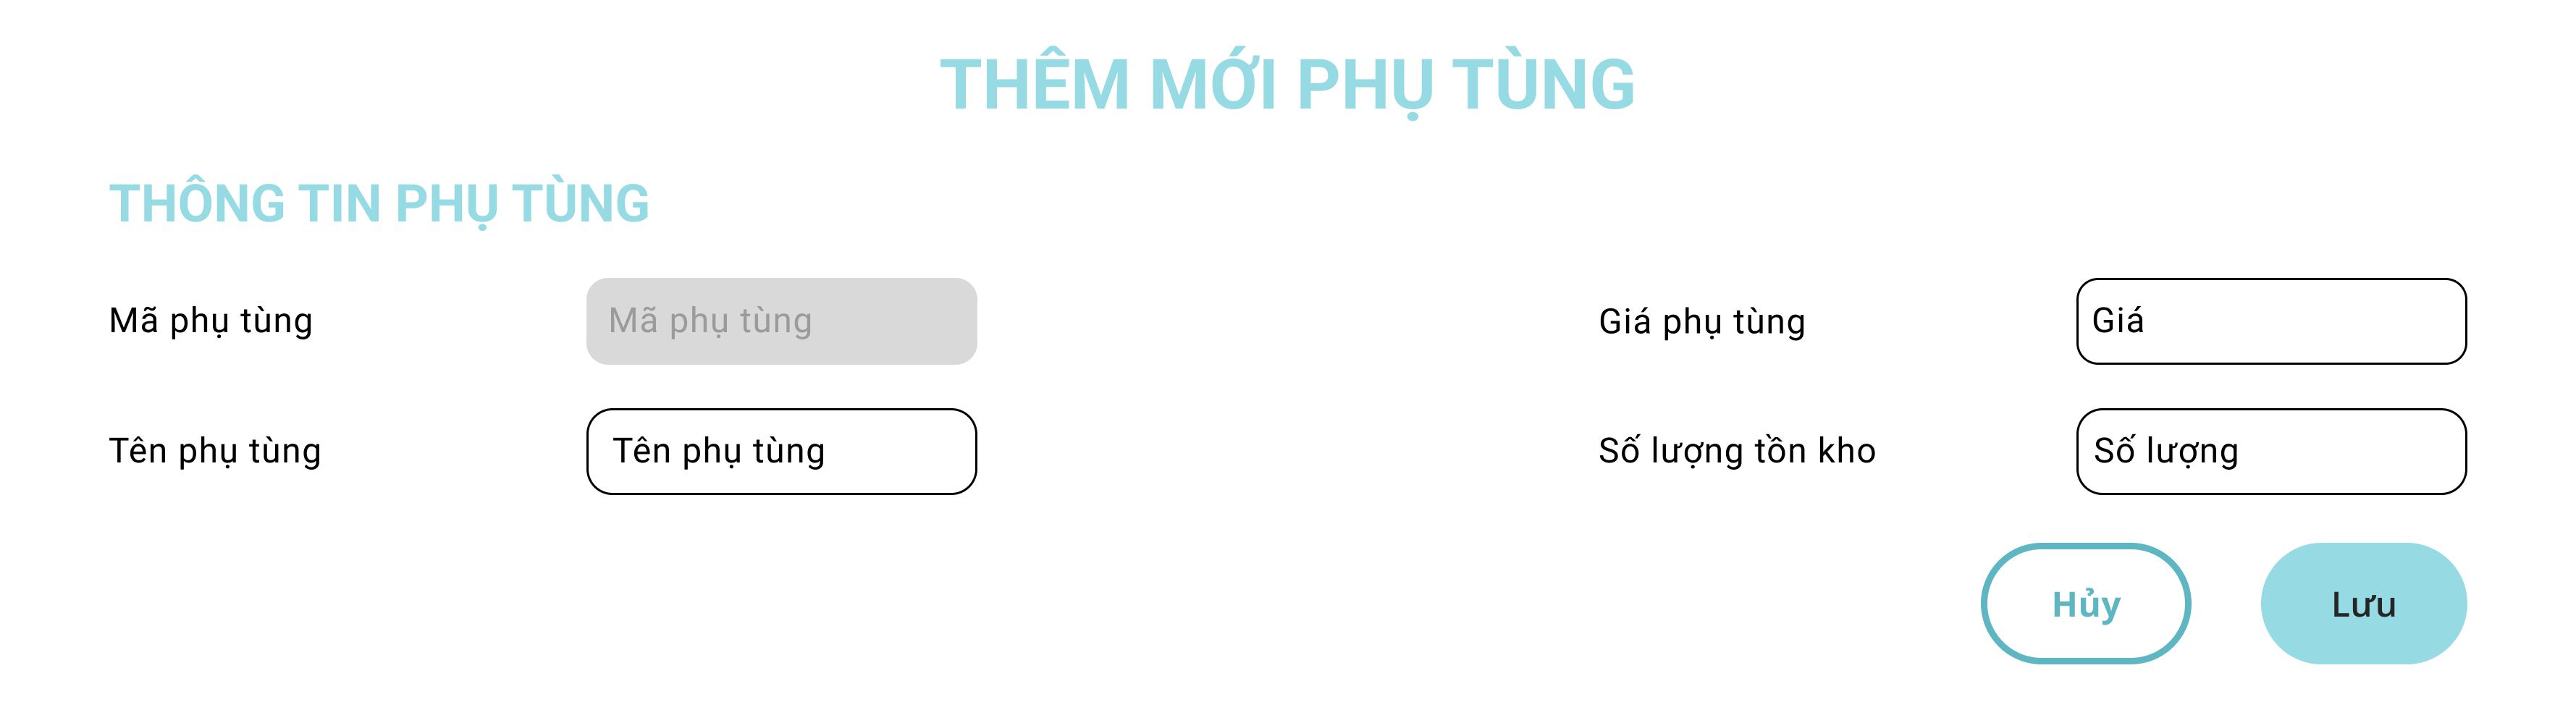 THÊM MỚI PHỤ TÙNG
THÔNG TIN PHỤ TÙNG
Mã phụ tùng
Mã phụ tùng
Giá phụ tùng
Giá
Tên phụ tùng
Tên phụ tùng
Số lượng tồn kho
Số lượng
Hủy
Lưu